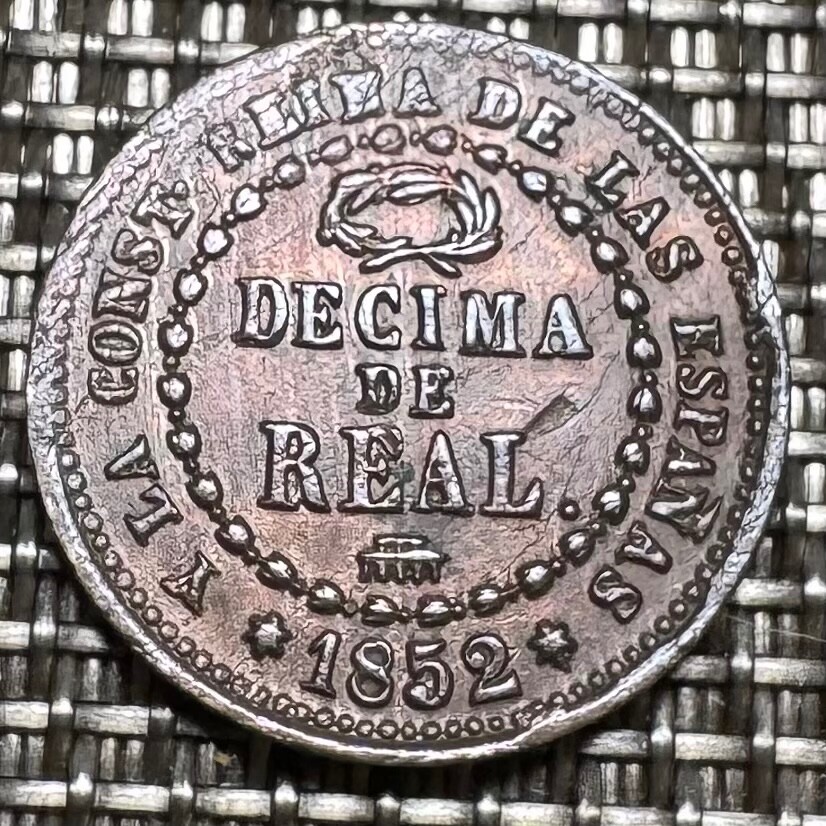 Y LA CONST. REINA DE LAS ESPAÑAS
DECIMA
DE
REAL.
1852